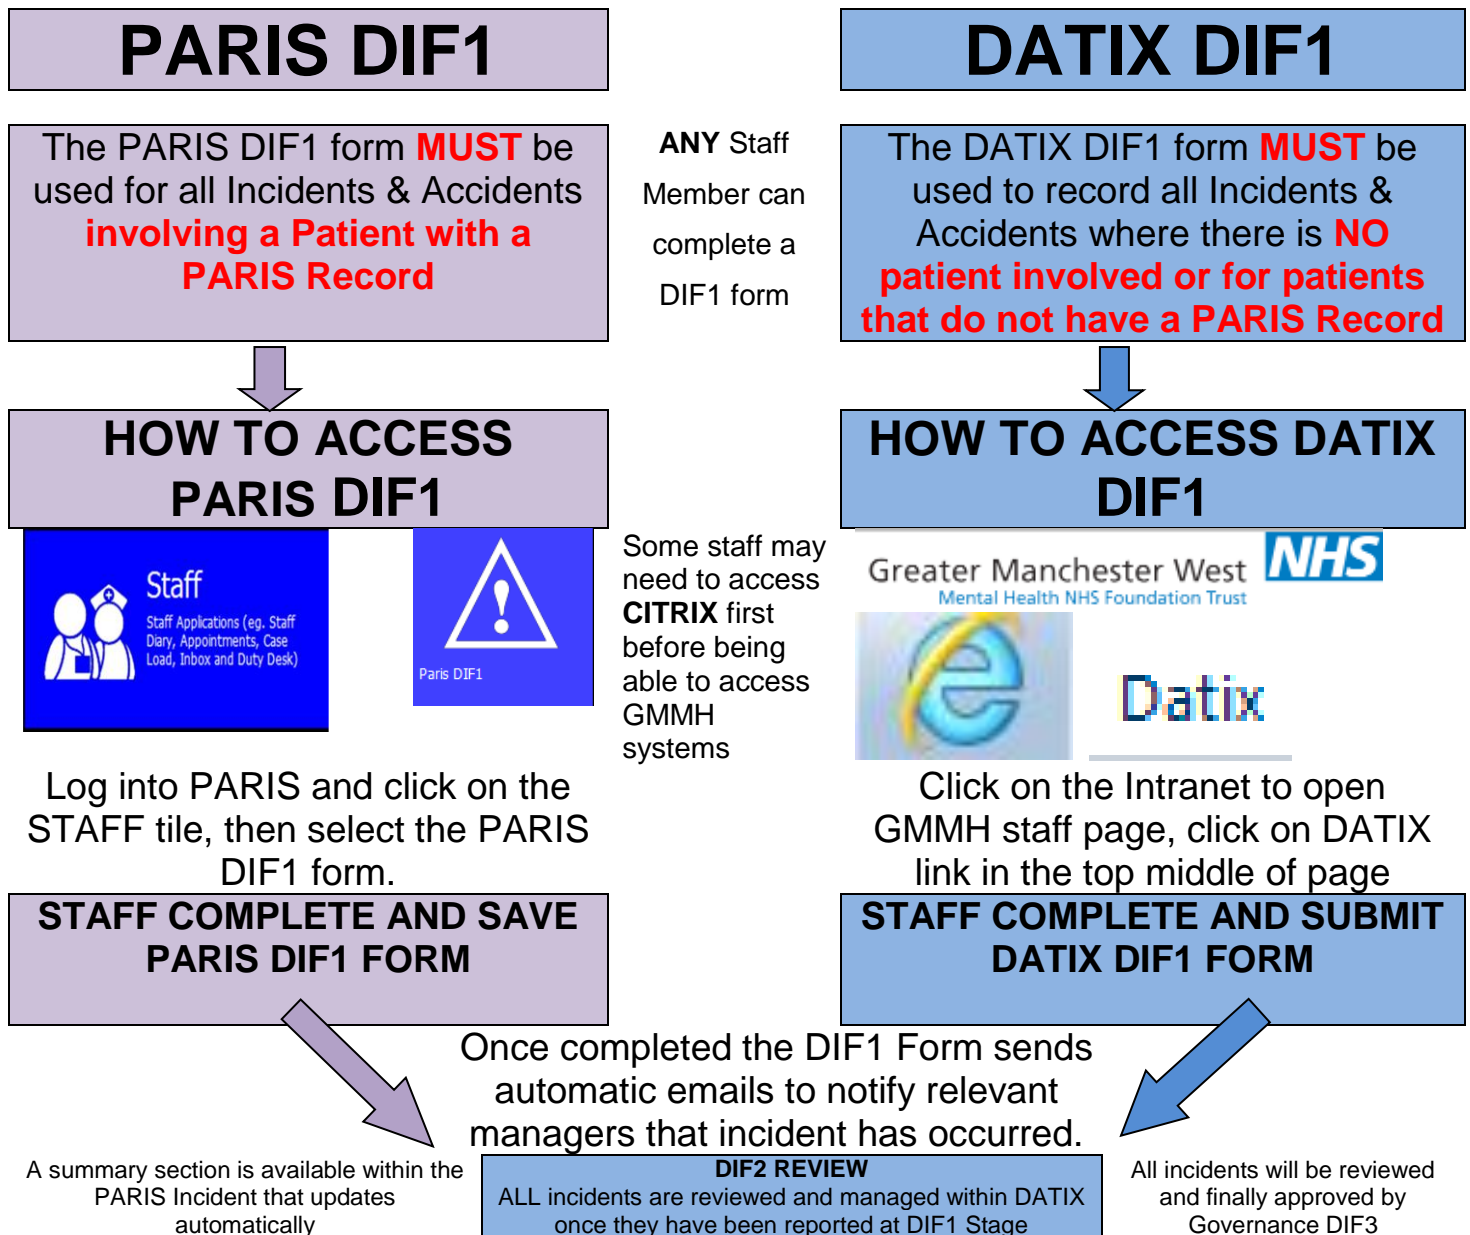 PARIS DIF1
The PARIS DIF1 form MUST be
used for all Incidents & Accidents
involving a Patient with a
PARIS Record
ANY Staff
Member can
complete a
DIF1 form
DATIX DIF1
The DATIX DIF1 form MUST be
used to record all Incidents &
Accidents where there is NO
patient involved or for patients
that do not have a PARIS Record
HOW TO ACCESS
PARIS DIF1
Staff
Staff Applications (eg. Staff
Diary, Appointments, Case
Load, Inbox and Duty Desk)
Paris DIF1
Log into PARIS and click on the
STAFF tile, then select the PARIS
DIF1 form.
Some staff may
need to access
CITRIX first
before being
able to access
GMMH
systems
HOW TO ACCESS DATIX
DIF1
Greater Manchester West NHS
Mental Health NHS Foundation Trust
Datix
Click on the Intranet to open
GMMH staff page, click on DATIX
link in the top middle of page
STAFF COMPLETE AND SAVE
PARIS DIF1 FORM
STAFF COMPLETE AND SUBMIT
DATIX DIF1 FORM
Once completed the DIF1 Form sends
automatic emails to notify relevant
managers that incident has occurred.
A summary section is available within the
PARIS Incident that updates
automatically
DIF2 REVIEW
ALL incidents are reviewed and managed within DATIX
once they have been reported at DIF1 Stage
All incidents will be reviewed
and finally approved by
Governance DIF3